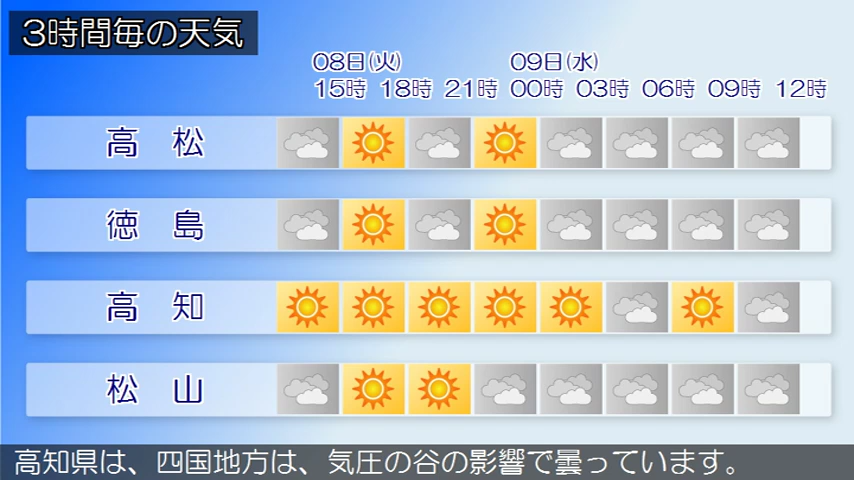 3時間毎の天気
08日(火) 09日(水)
15時 18時 21時 00時 03時 06時 09時 12時
高 松
徳 島
高 知
松 山
高知県は、四国地方は、気圧の谷の影響で曇っています。